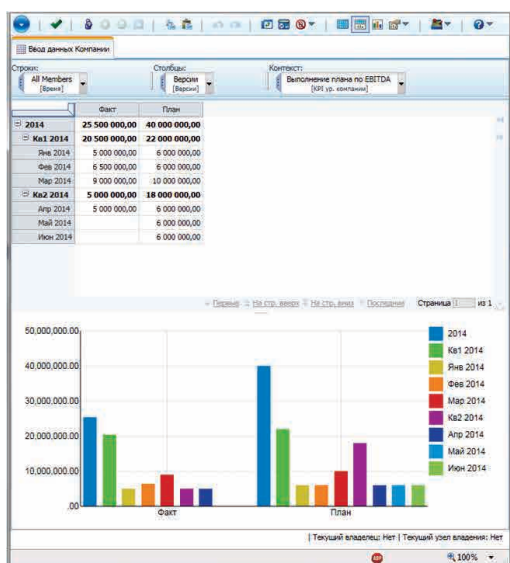 Ввод данных Компании
Строки: Столбцы: Контекст:
All Members Версии Выполнение плана по EBITDA
[Время] [Версии] [KPI ур. компании]
Факт План
2014 25 500 000,00 40 000 000,00
Кв1 2014 20 500 000,00 22 000 000,00
Янв 2014 5 000 000,00 6 000 000,00
Фев 2014 6 500 000,00 6 000 000,00
Мар 2014 9 000 000,00 10 000 000,00
Кв2 2014 5 000 000,00 18 000 000,00
Апр 2014 5 000 000,00 6 000 000,00
Май 2014 6 000 000,00
Июн 2014 6 000 000,00
Первые На стр. вверх На стр. вниз Последние Страница 1 из 1
50,000,000.00
40,000,000.00
30,000,000.00
20,000,000.00
10,000,000.00
.00
Факт План
2014
Кв1 2014
Янв 2014
Фев 2014
Мар 2014
Кв2 2014
Апр 2014
Май 2014
Июн 2014
| Текущий владелец: Нет | Текущий узел владения: Нет
100%